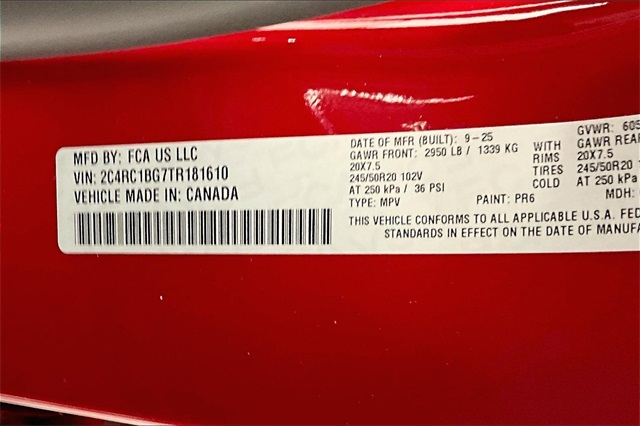 MFD BY: FCA US LLC
VIN: 2C4RC1BG7TR181610
VEHICLE MADE IN: CANADA
DATE OF MFR (BUILT): 9-25
GAWR FRONT: 2950 LB / 1339 KG
20X7.5
245/50R20 102V
AT 250 kPa / 36 PSI
TYPE: MPV
PAINT: PR6
WITH
RIMS
TIRES
COLD
GVWR: 605
GAWR REAR
20X7.5
245/50R20
AT 250 kPa
MDH:
THIS VEHICLE CONFORMS TO ALL APPLICABLE U.S.A. FED
STANDARDS IN EFFECT ON THE DATE OF MANUFA